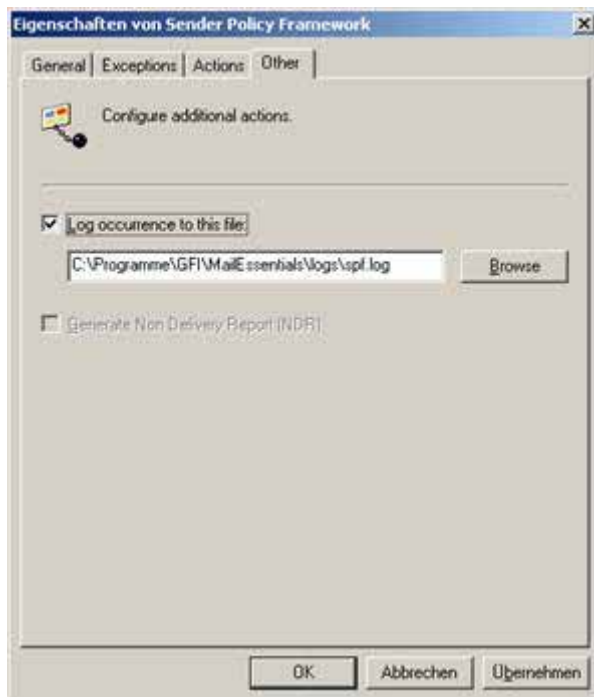 Eigenschaften von Sender Policy Framework
General Exceptions Actions Other
Configure additional actions.
Log occurrence to this file:
C:\Programme\GFI\MailEssentials\logs\spf.log Browse
Generate Non Delivery Report (NDR)
OK Abbrechen Übernehmen